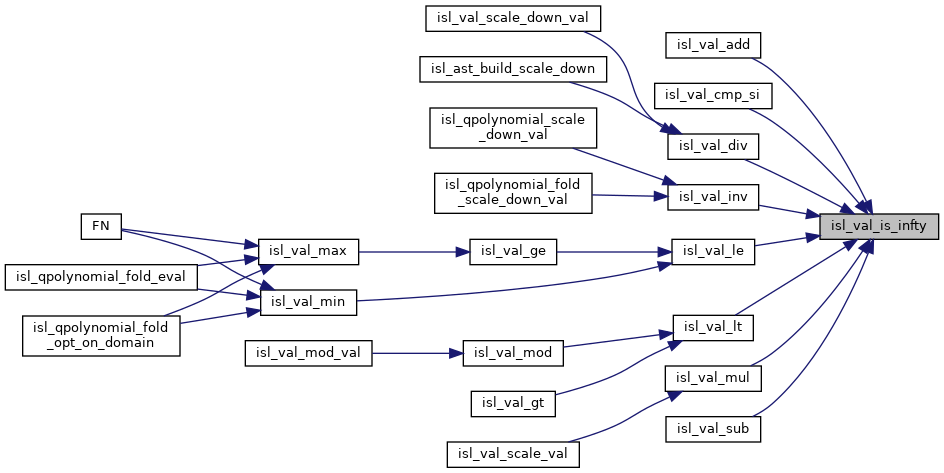 isl_val_scale_down_val
isl_val_add
isl_ast_build_scale_down
isl_val_cmp_si
isl_qpolynomial_scale
_down_val
isl_val_div
isl_qpolynomial_fold
_scale_down_val
isl_val_inv
FN
isl_val_is_infty
isl_val_max
isl_val_ge
isl_val_le
isl_qpolynomial_fold_eval
isl_val_min
isl_qpolynomial_fold
_opt_on_domain
isl_val_lt
isl_val_mod_val
isl_val_mod
isl_val_mul
isl_val_gt
isl_val_sub
isl_val_scale_val